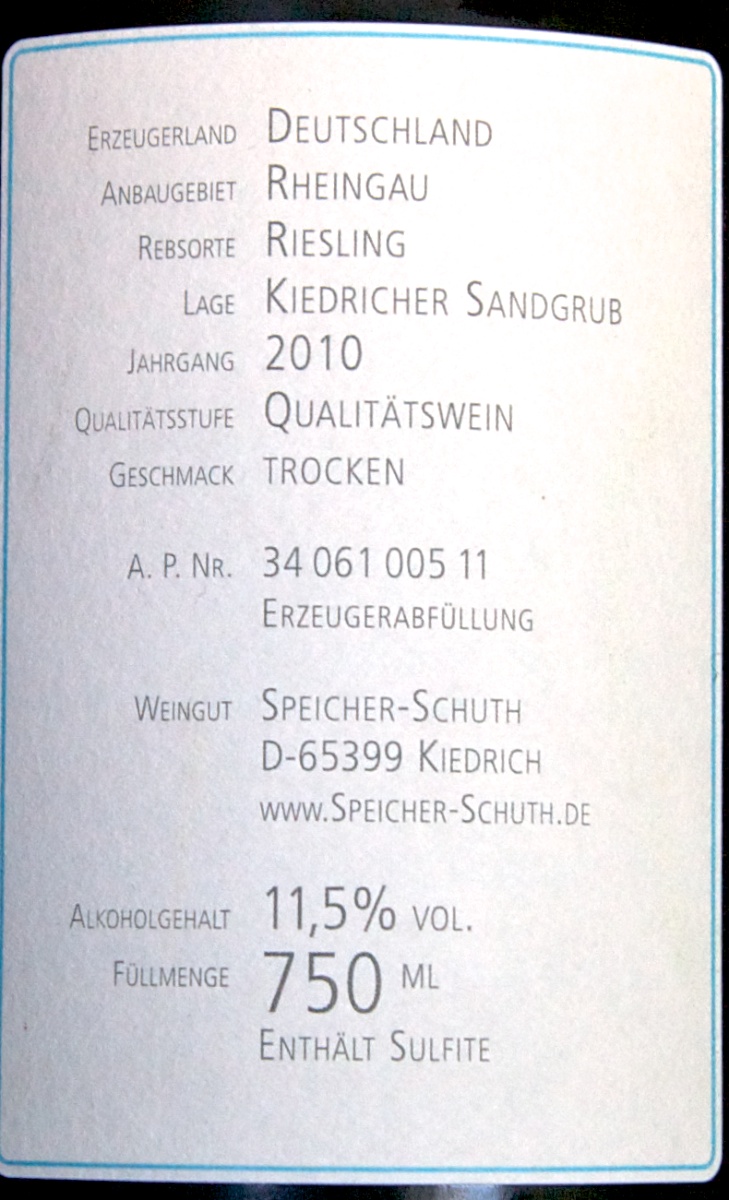 Erzeugerland Deutschland
Anbaugebiet Rheingau
Rebsorte Riesling
Lage Kiedricher Sandgrub
Jahrgang 2010
Qualitätsstufe Qualitätswein
Geschmack trocken
A. P. Nr. 34 061 005 11
Erzeugerabfüllung
Weingut Speicher-Schuth
D-65399 Kiedrich
www.Speicher-Schuth.de
Alkoholgehalt 11,5% vol.
Füllmenge 750 ml
Enthält Sulfite